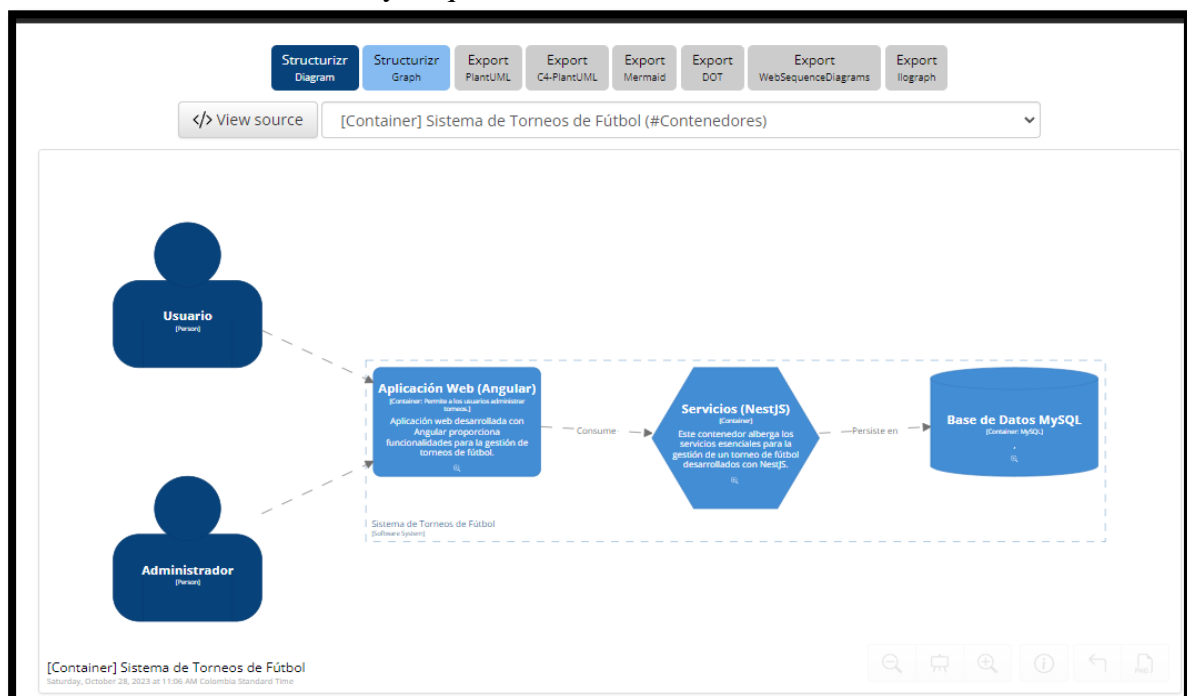 Structurizr
Diagram
Structurizr
Graph
Export
PlantUML
Export
C4-PlantUML
Export
Mermaid
Export
DOT
Export
WebSequenceDiagrams
Export
Ilograph
</> View source
[Container] Sistema de Torneos de Fútbol (#Contenedores)
Usuario
[Person]
Aplicación Web (Angular)
[Container: Permite a los usuarios administrar
torneos.]
Aplicación web desarrollada con
Angular proporciona
funcionalidades para la gestión de
torneos de fútbol.
Consume
Servicios (NestJS)
[Container]
Este contenedor alberga los
servicios esenciales para la
gestión de un torneo de fútbol
desarrollados con NestJS.
Persiste en
Base de Datos MySQL
[Container: MySQL]
.
Sistema de Torneos de Fútbol
[Software System]
Administrador
[Person]
[Container] Sistema de Torneos de Fútbol
Saturday, October 28, 2023 at 11:06 AM Colombia Standard Time